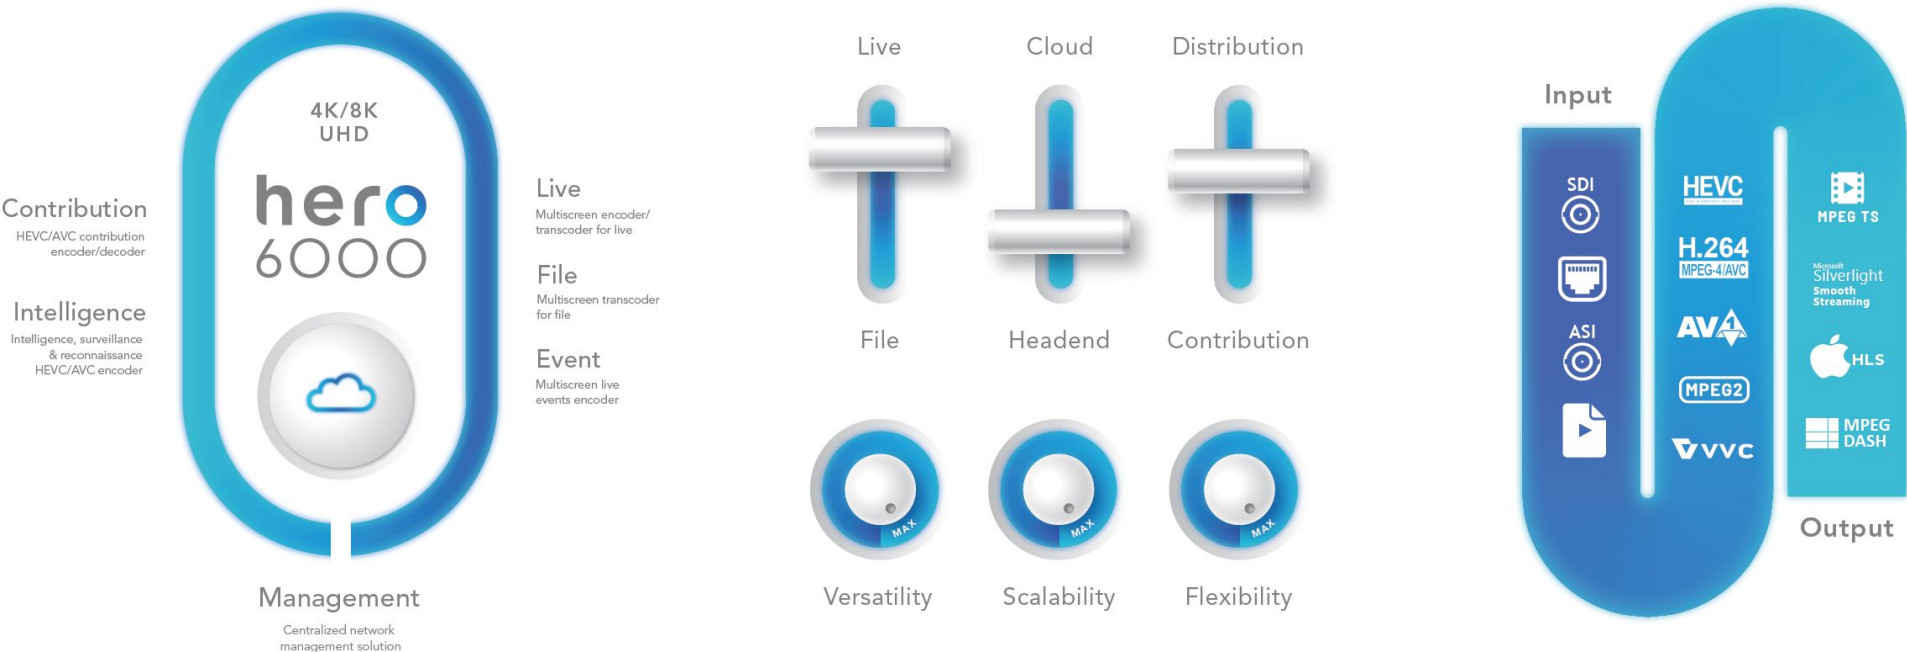 4K/8K
UHD
hero
6000
Contribution
HEVC/AVC contribution
encoder/decoder
Intelligence
Intelligence, surveillance
& reconnaissance
HEVC/AVC encoder
Live
Multiscreen encoder/
transcoder for live
File
Multiscreen transcoder
for file
Event
Multiscreen live
events encoder
Management
Centralized network
management solution
Live
Cloud
Distribution
File
Headend
Contribution
MAX
MAX
MAX
Versatility
Scalability
Flexibility
Input
SDI
ASI
HEVC
H.264
MPEG-4/AVC
AV1
MPEG2
VVC
MPEG TS
Microsoft
Silverlight
Smooth
Streaming
HLS
MPEG
DASH
Output